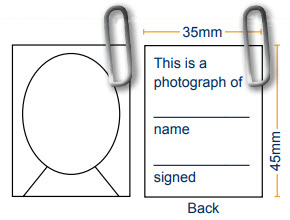 35mm
This is a
photograph of
name
signed
45mm
Back